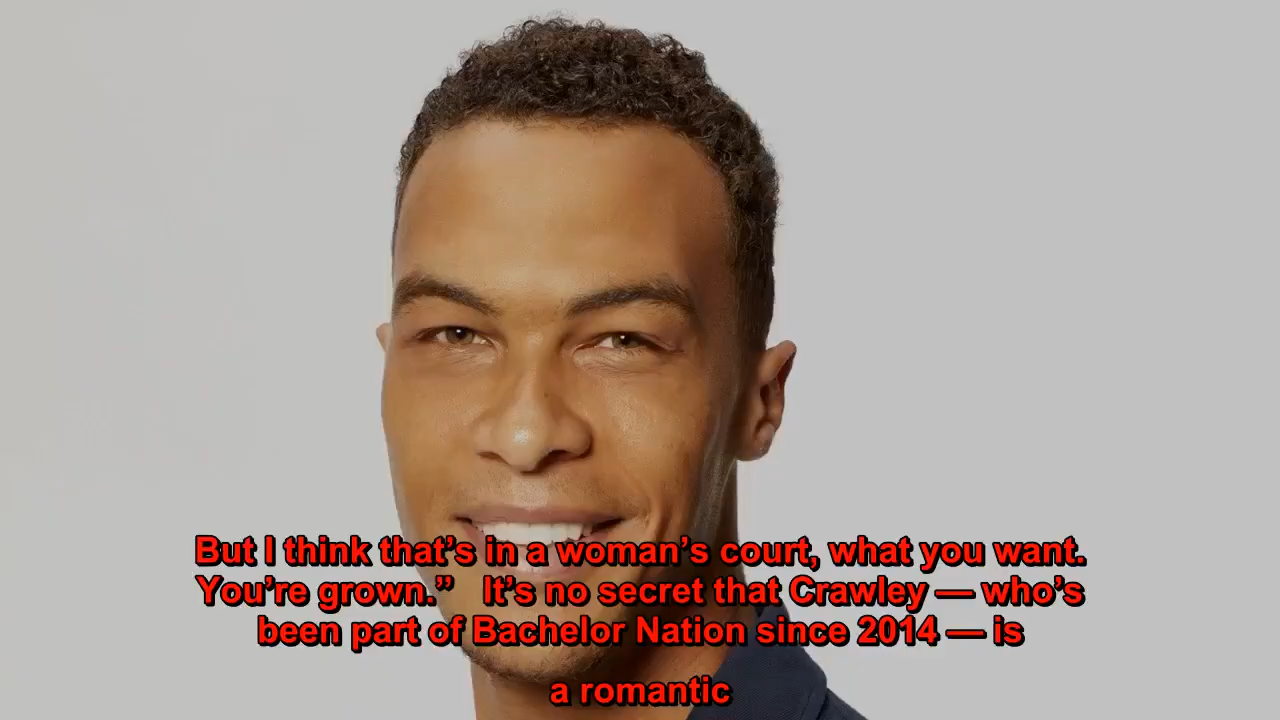 But I think that’s in a woman’s court, what you want.
You’re grown.”   It’s no secret that Crawley — who’s
been part of Bachelor Nation since 2014 — is
a romantic